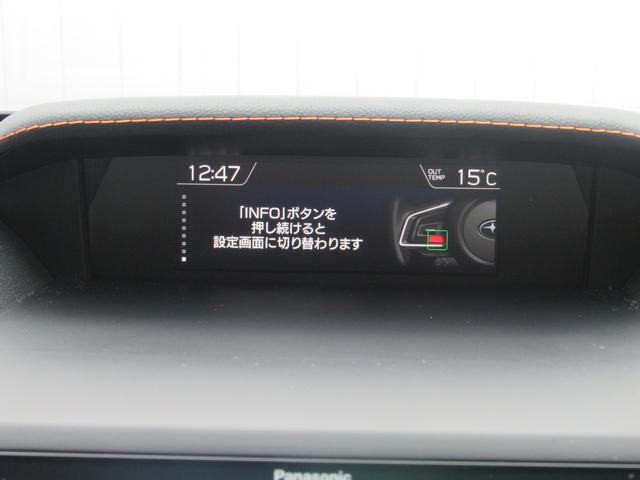 12:47
OUT
TEMP
15℃
「INFO」ボタンを
押し続けると
設定画面に切り替わります
Panasonic